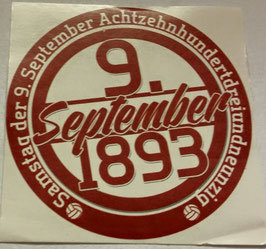 Samstag der 9. September Achtzehnhundertdreiundneunzig
9.
September
1893